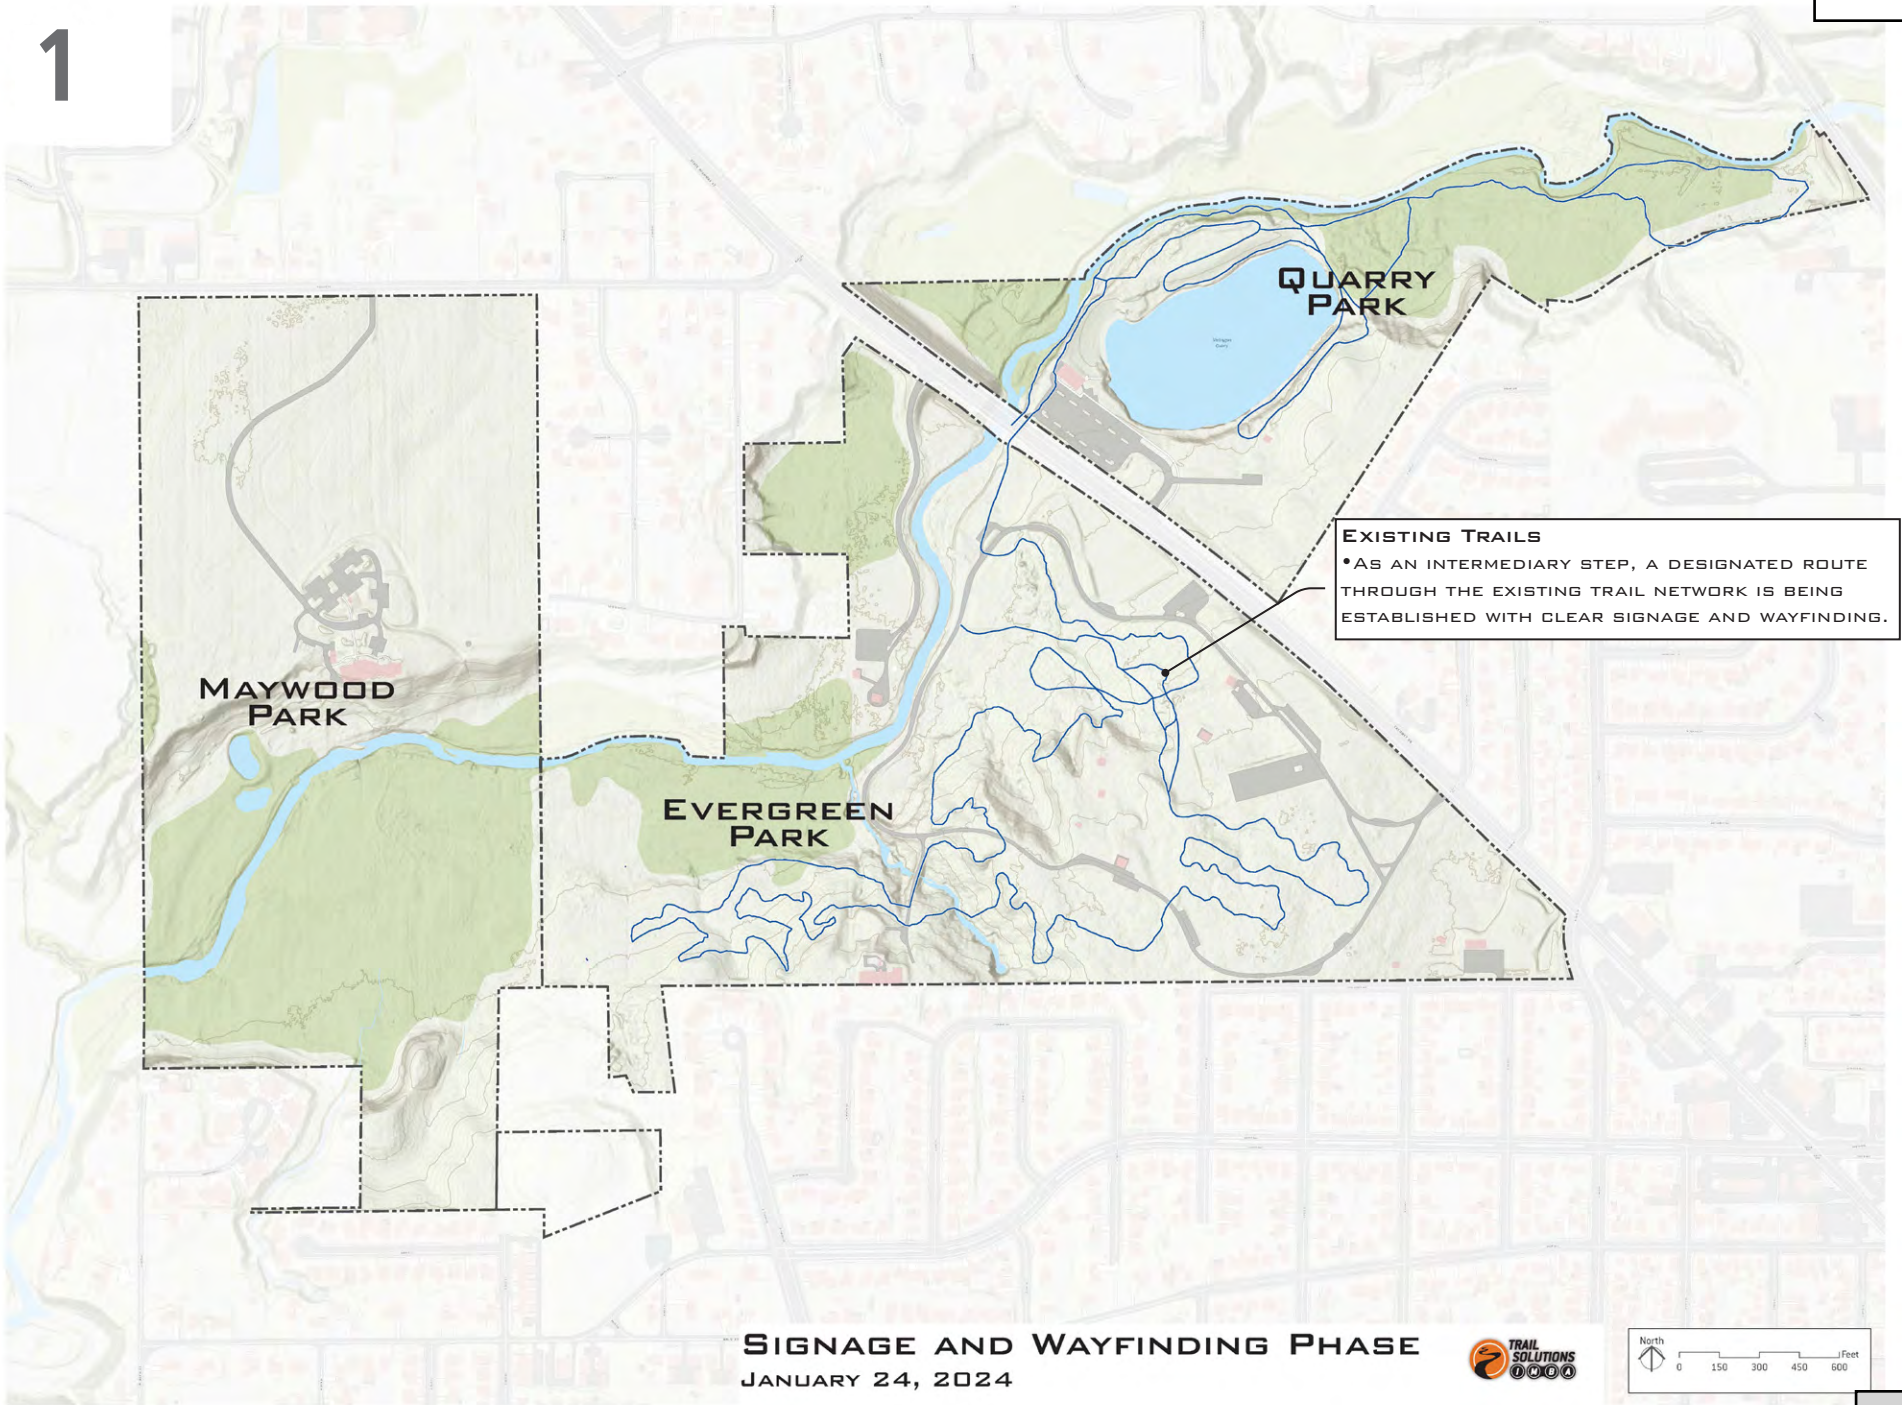 1
Quarry
Park
Existing Trails
•As an intermediary step, a designated route
through the existing trail network is being
established with clear signage and wayfinding.
Maywood
Park
Evergreen
Park
Signage and Wayfinding Phase
January 24, 2024
TRAIL
SOLUTIONS
IMBA
North
Feet
0 150 300 450 600